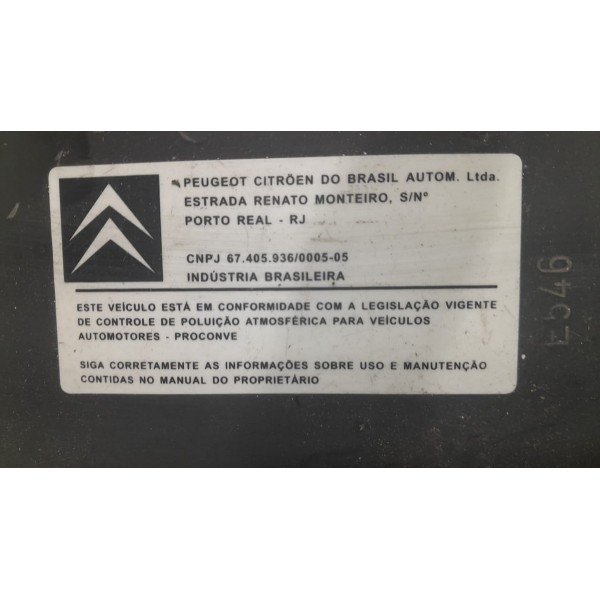 PEUGEOT CITRÖEN DO BRASIL AUTOM. Ltda.
ESTRADA RENATO MONTEIRO, S/Nº
PORTO REAL - RJ
CNPJ 67.405.936/0005-05
INDÚSTRIA BRASILEIRA
ESTE VEÍCULO ESTÁ EM CONFORMIDADE COM A LEGISLAÇÃO VIGENTE
DE CONTROLE DE POLUIÇÃO ATMOSFÉRICA PARA VEÍCULOS
AUTOMOTORES - PROCONVE
SIGA CORRETAMENTE AS INFORMAÇÕES SOBRE USO E MANUTENÇÃO
CONTIDAS NO MANUAL DO PROPRIETÁRIO